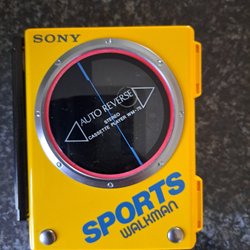 SONY
AUTO REVERSE
STEREO
CASSETTE PLAYER WM-75
SPORTS
WALKMAN